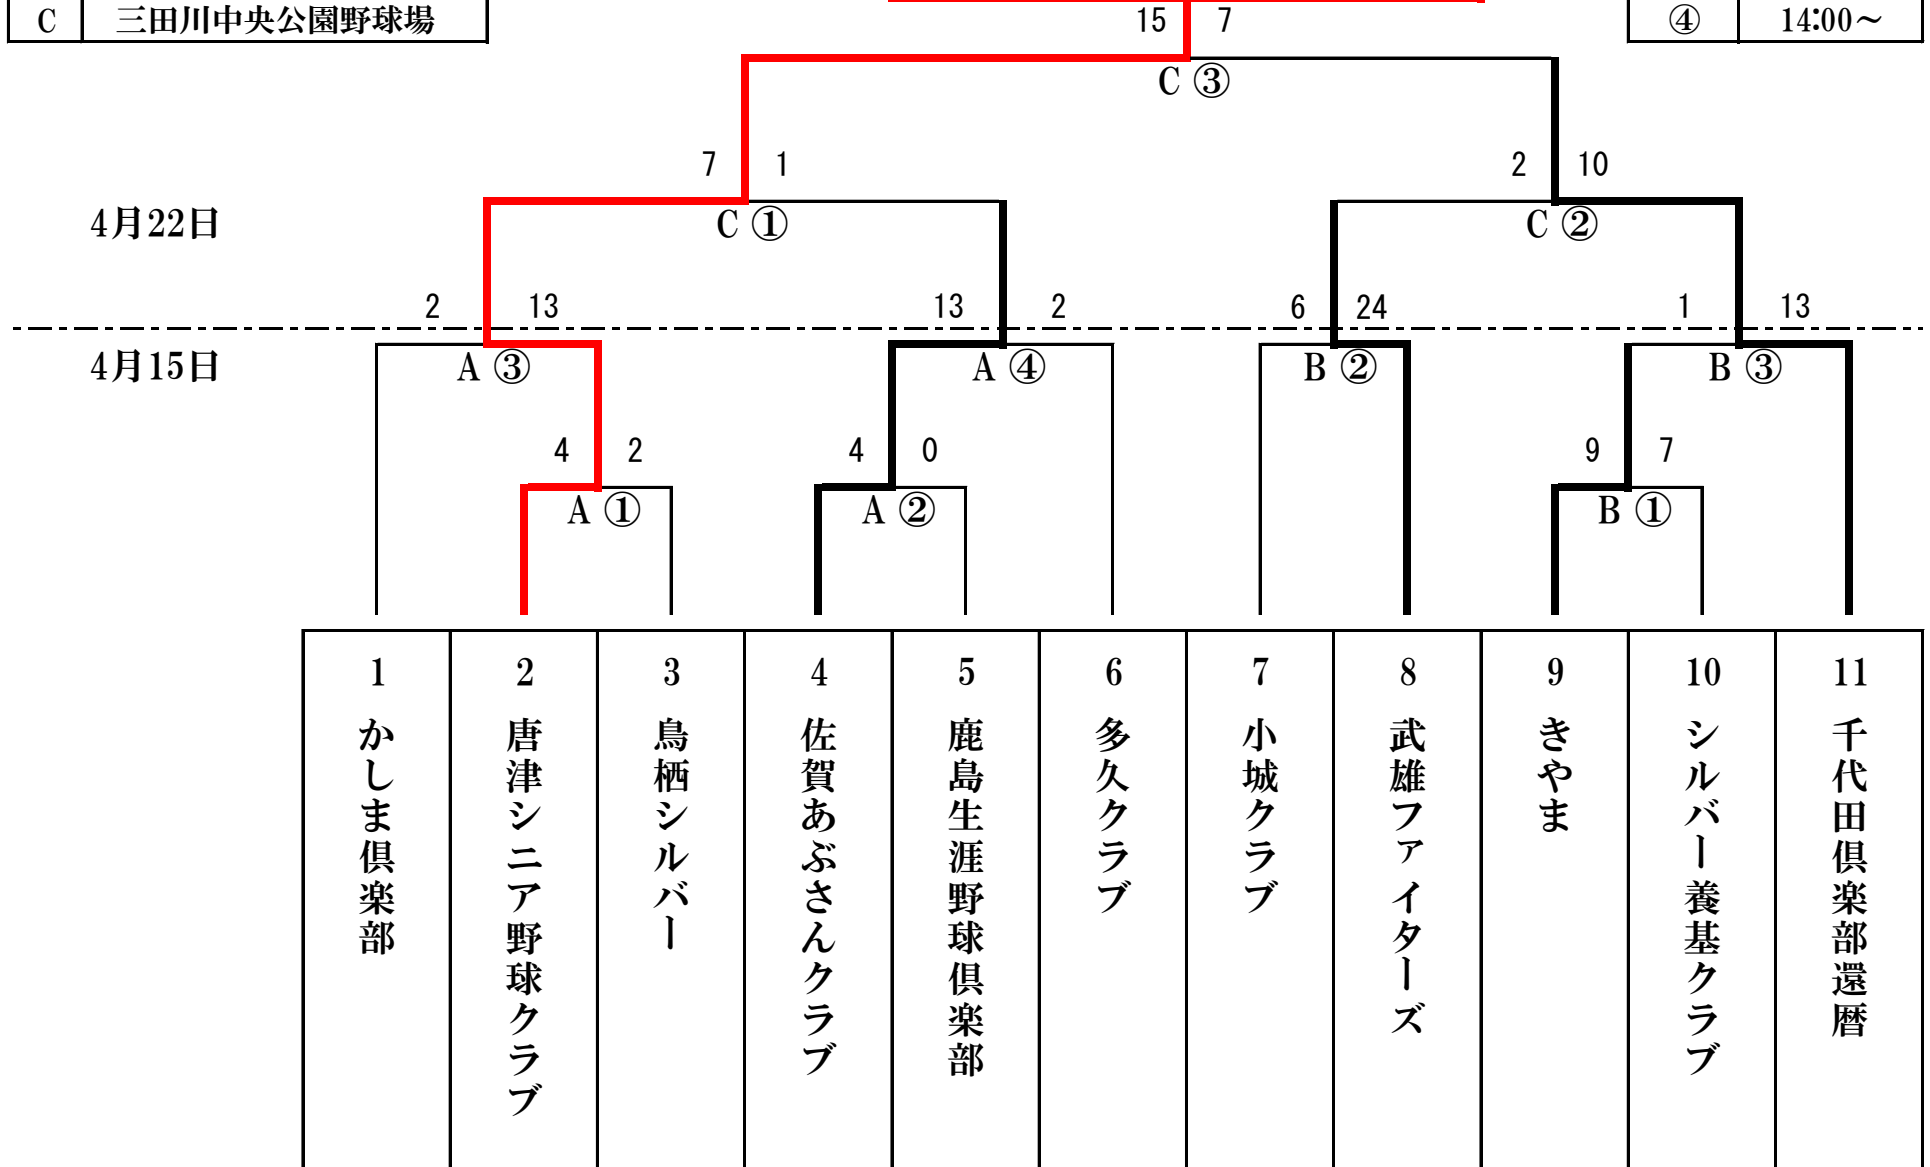 C 三田川中央公園野球場
④ 14:00～
15 7
C ③
7 1
2 10
4月22日
C ①
C ②
2 13
13 2
6 24
1 13
4月15日
A ③
A ④
B ②
B ③
4 2
4 0
9 7
A ①
A ②
B ①
1 かしま倶楽部
2 唐津シニア野球クラブ
3 鳥栖シルバー
4 佐賀あぶさんクラブ
5 鹿島生涯野球倶楽部
6 多久クラブ
7 小城クラブ
8 武雄ファイターズ
9 きやま
10 シルバー養基クラブ
11 千代田倶楽部還暦